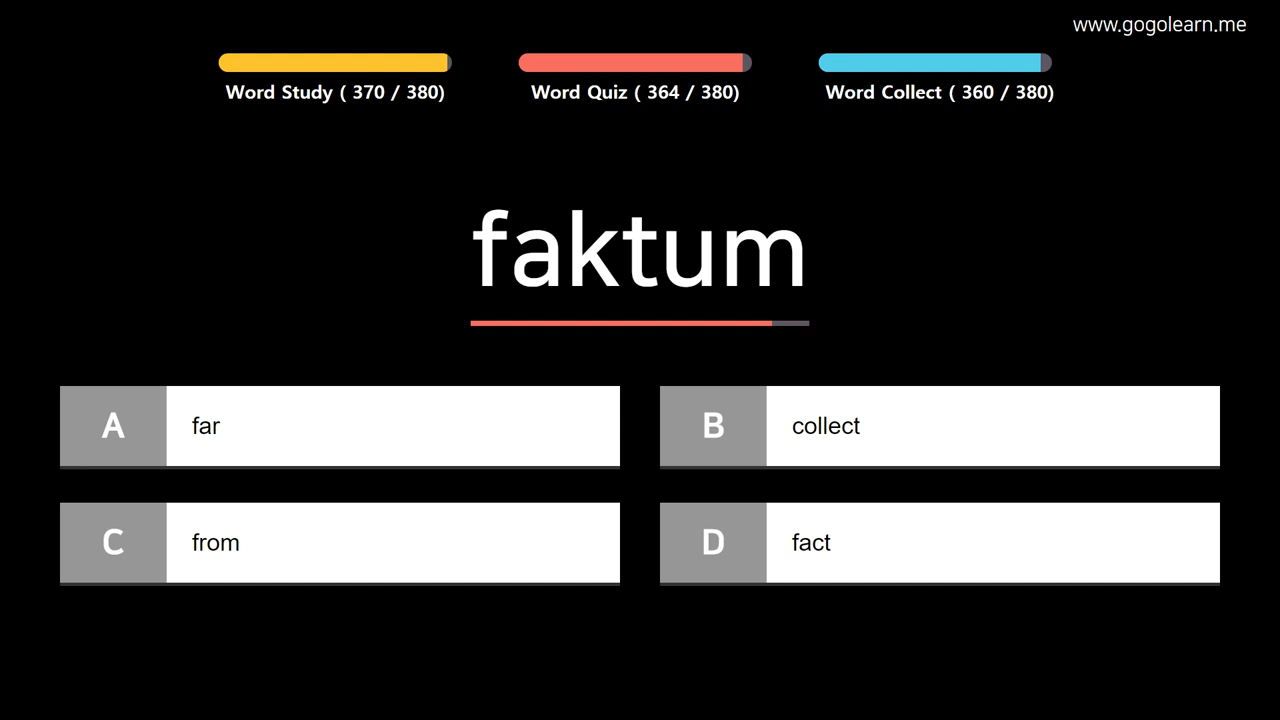 www.gogolearn.me
Word Study ( 370 / 380)
Word Quiz ( 364 / 380)
Word Collect ( 360 / 380)
faktum
A far
B collect
C from
D fact